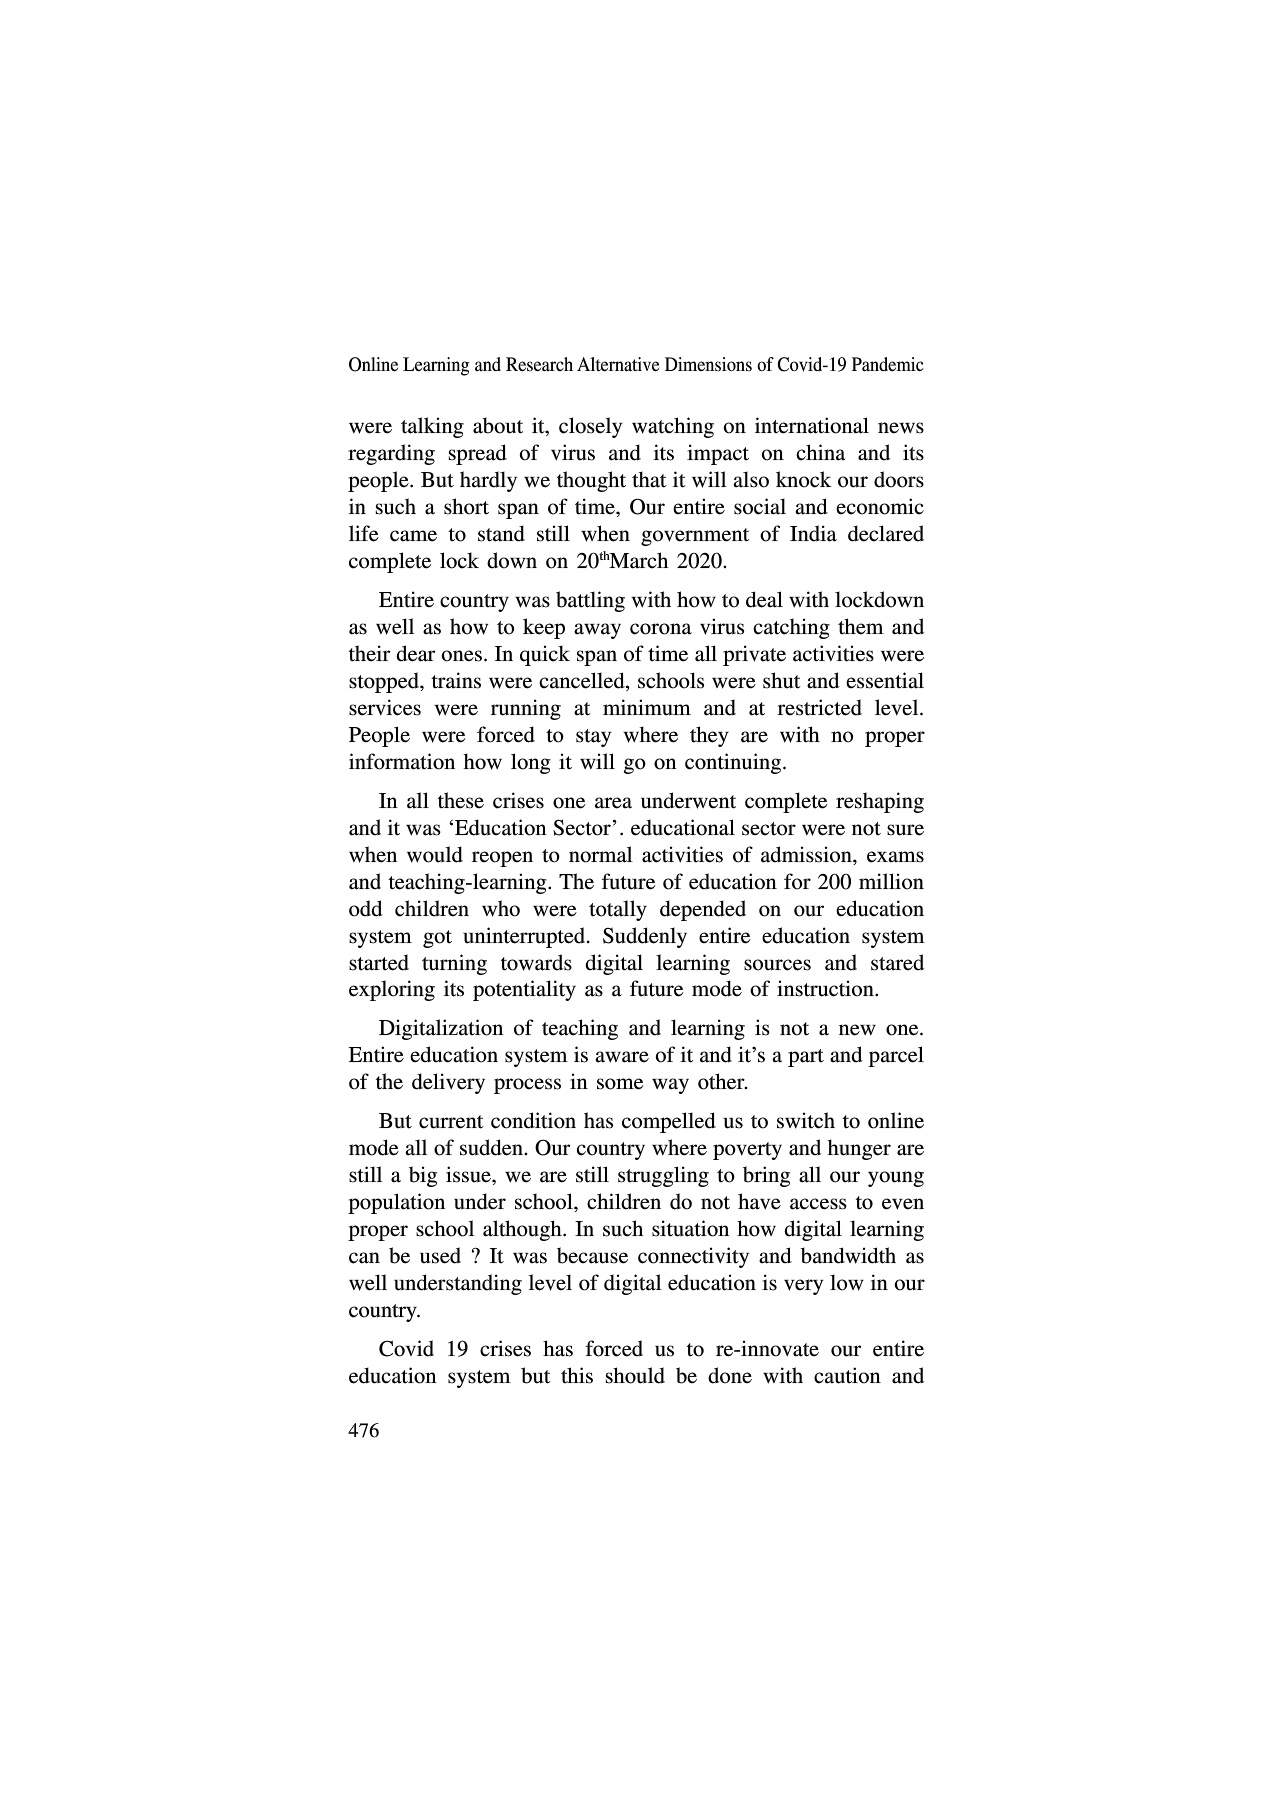 Online Learning and Research Alternative Dimensions of Covid-19 Pandemic
were talking about it, closely watching on international news
regarding spread of virus and its impact on china and its
people. But hardly we thought that it will also knock our doors
in such a short span of time, Our entire social and economic
life came to stand still when government of India declared
complete lock down on 20thMarch 2020.
Entire country was battling with how to deal with lockdown
as well as how to keep away corona virus catching them and
their dear ones. In quick span of time all private activities were
stopped, trains were cancelled, schools were shut and essential
services were running at minimum and at restricted level.
People were forced to stay where they are with no proper
information how long it will go on continuing.
In all these crises one area underwent complete reshaping
and it was ‘Education Sector’. educational sector were not sure
when would reopen to normal activities of admission, exams
and teaching-learning. The future of education for 200 million
odd children who were totally depended on our education
system got uninterrupted. Suddenly entire education system
started turning towards digital learning sources and stared
exploring its potentiality as a future mode of instruction.
Digitalization of teaching and learning is not a new one.
Entire education system is aware of it and it’s a part and parcel
of the delivery process in some way other.
But current condition has compelled us to switch to online
mode all of sudden. Our country where poverty and hunger are
still a big issue, we are still struggling to bring all our young
population under school, children do not have access to even
proper school although. In such situation how digital learning
can be used ? It was because connectivity and bandwidth as
well understanding level of digital education is very low in our
country.
Covid 19 crises has forced us to re-innovate our entire
education system but this should be done with caution and
476